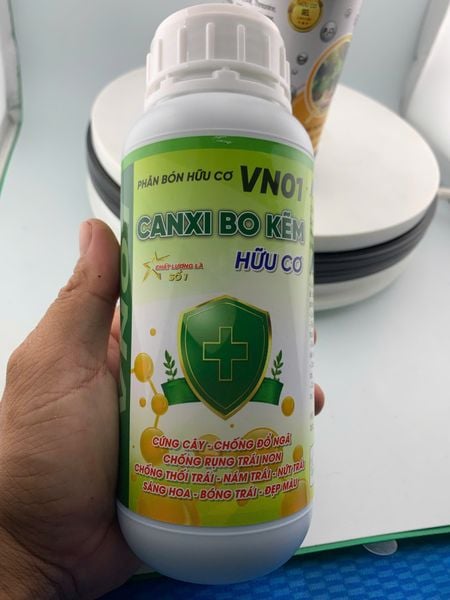 PHÂN BÓN HỮU CƠ VN01
CANXI BO KẼM
HỮU CƠ
CHẤT LƯỢNG LÀ
SỐ 1
CỨNG CÂY - CHỐNG ĐỔ NGÃ
CHỐNG RỤNG TRÁI NON
CHỐNG THỐI TRÁI - NÁM TRÁI - NỨT TRÁI
SÁNG HOA - BÓNG TRÁI - ĐẸP MÀU